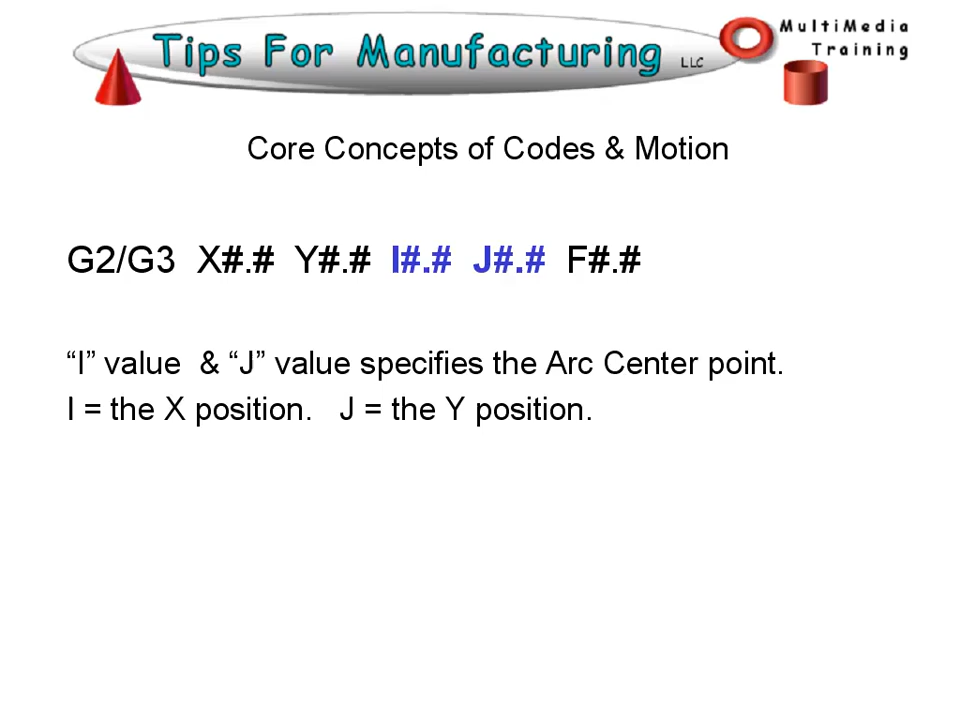 Tips For Manufacturing LLC
MultiMedia
Training
Core Concepts of Codes & Motion
G2/G3 X#.# Y#.# I#.# J#.# F#.#
“I” value & “J” value specifies the Arc Center point.
I = the X position. J = the Y position.